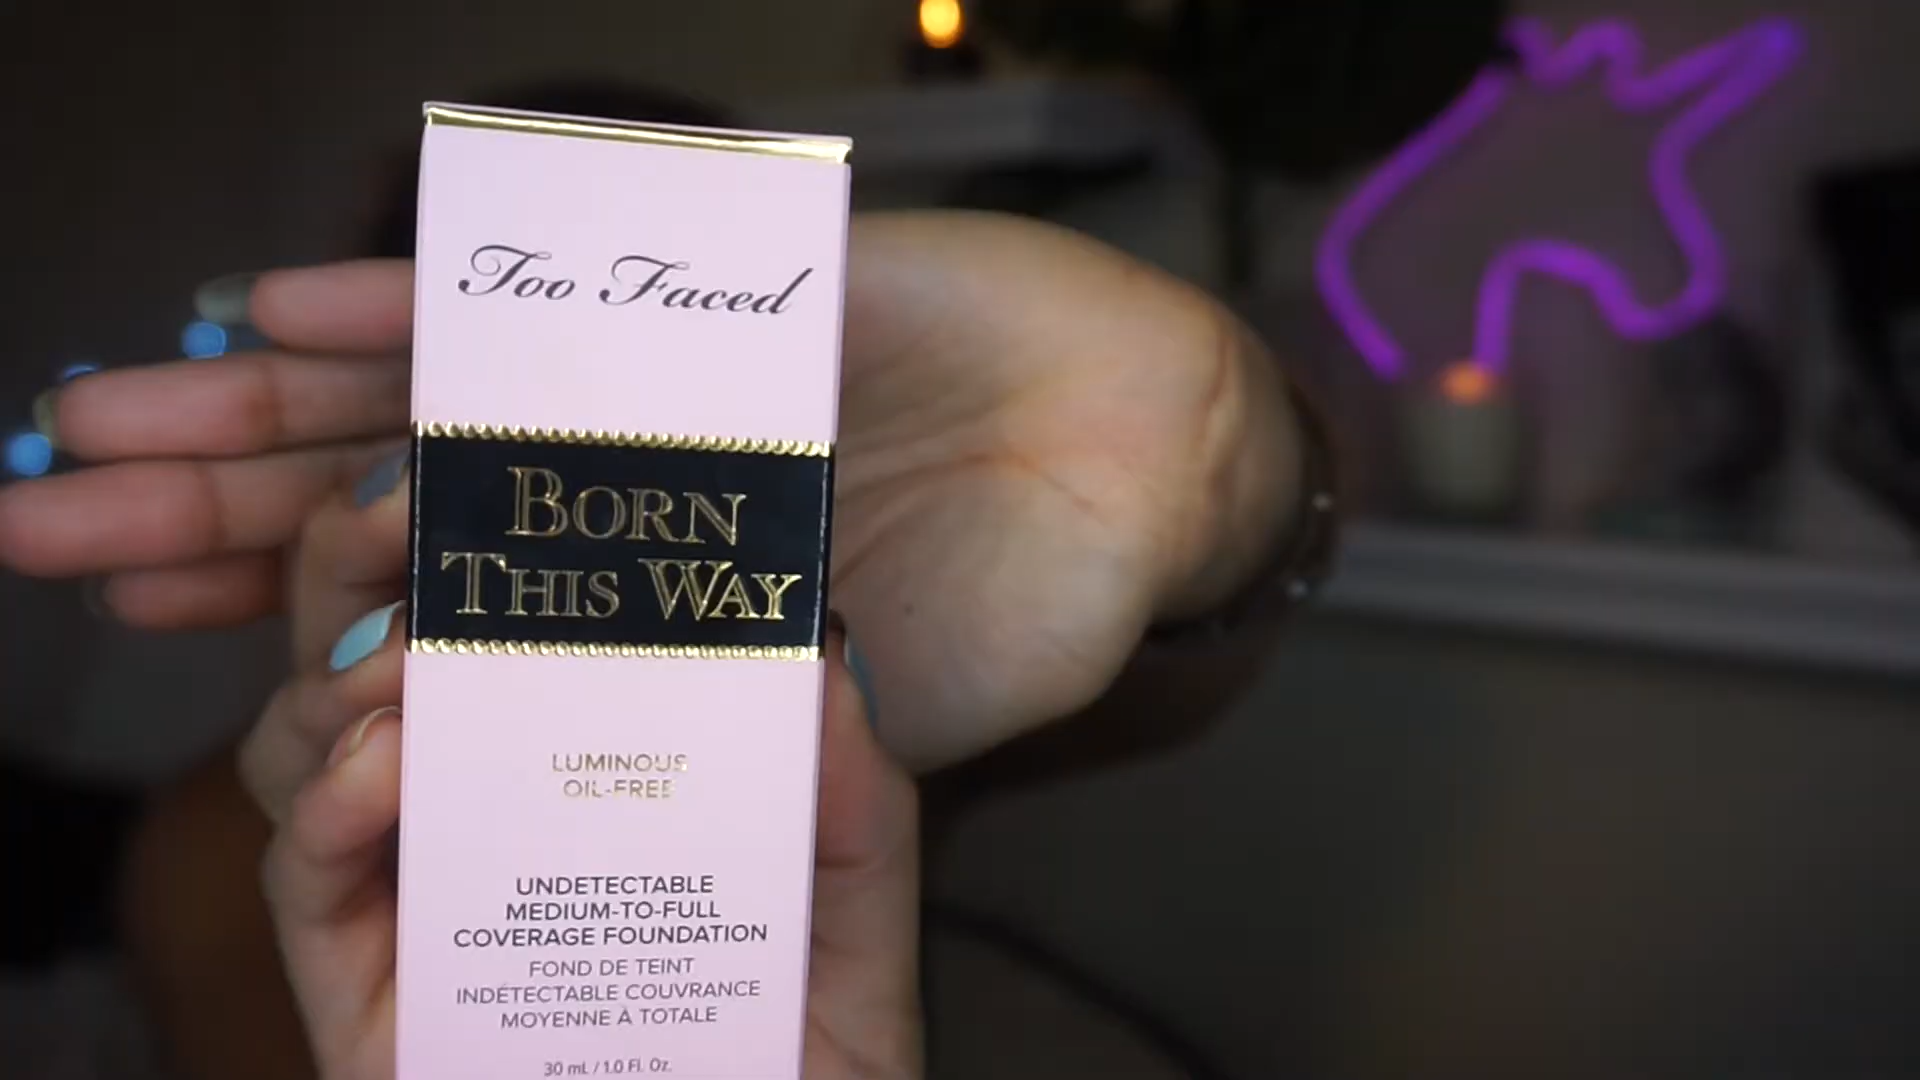 Too Faced
BORN
THIS WAY
LUMINOUS
OIL-FREE
UNDETECTABLE
MEDIUM-TO-FULL
COVERAGE FOUNDATION
FOND DE TEINT
INDÉTECTABLE COUVRANCE
MOYENNE À TOTALE
30 mL / 1.0 Fl. Oz.